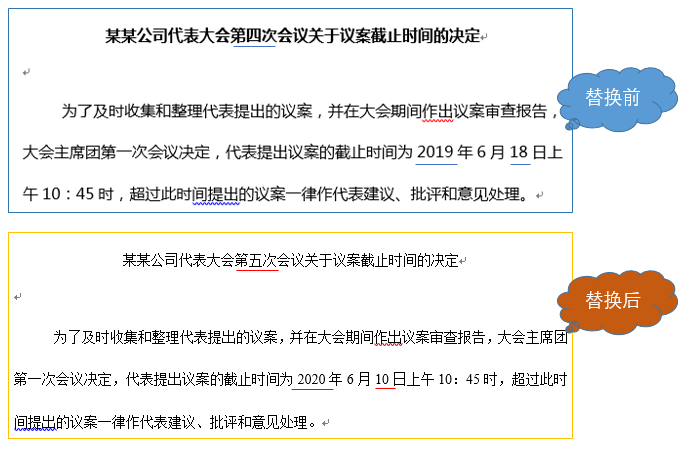 某某公司代表大会第四次会议关于议案截止时间的决定
为了及时收集和整理代表提出的议案，并在大会期间作出议案审查报告，
替换前
大会主席团第一次会议决定，代表提出议案的截止时间为 2019 年 6 月 18 日上
午 10：45 时，超过此时间提出的议案一律作代表建议、批评和意见处理。
某某公司代表大会第五次会议关于议案截止时间的决定
替换后
为了及时收集和整理代表提出的议案，并在大会期间作出议案审查报告，大会主席团
第一次会议决定，代表提出议案的截止时间为 2020 年 6 月 10 日上午 10：45 时，超过此时
间提出的议案一律作代表建议、批评和意见处理。